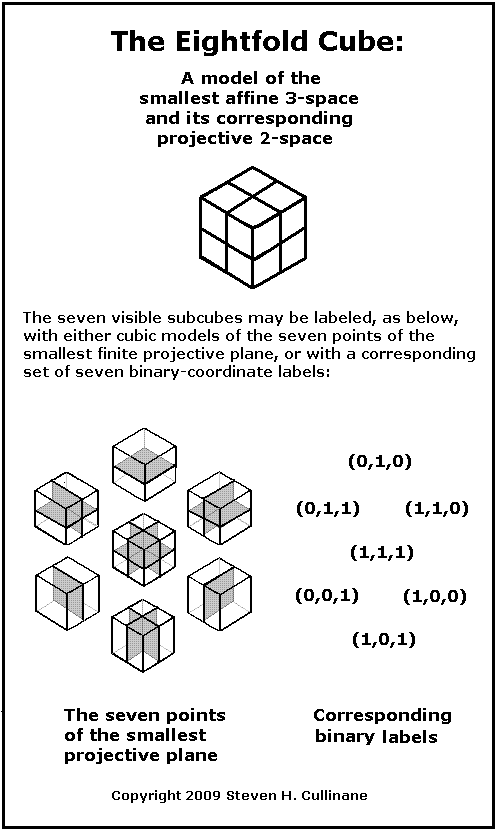 The Eightfold Cube:
A model of the
smallest affine 3-space
and its corresponding
projective 2-space
The seven visible subcubes may be labeled, as below,
with either cubic models of the seven points of the
smallest finite projective plane, or with a corresponding
set of seven binary-coordinate labels:
(0,1,0)
(0,1,1) (1,1,0)
(1,1,1)
(0,0,1) (1,0,0)
(1,0,1)
The seven points
of the smallest
projective plane
Corresponding
binary labels
Copyright 2009 Steven H. Cullinane